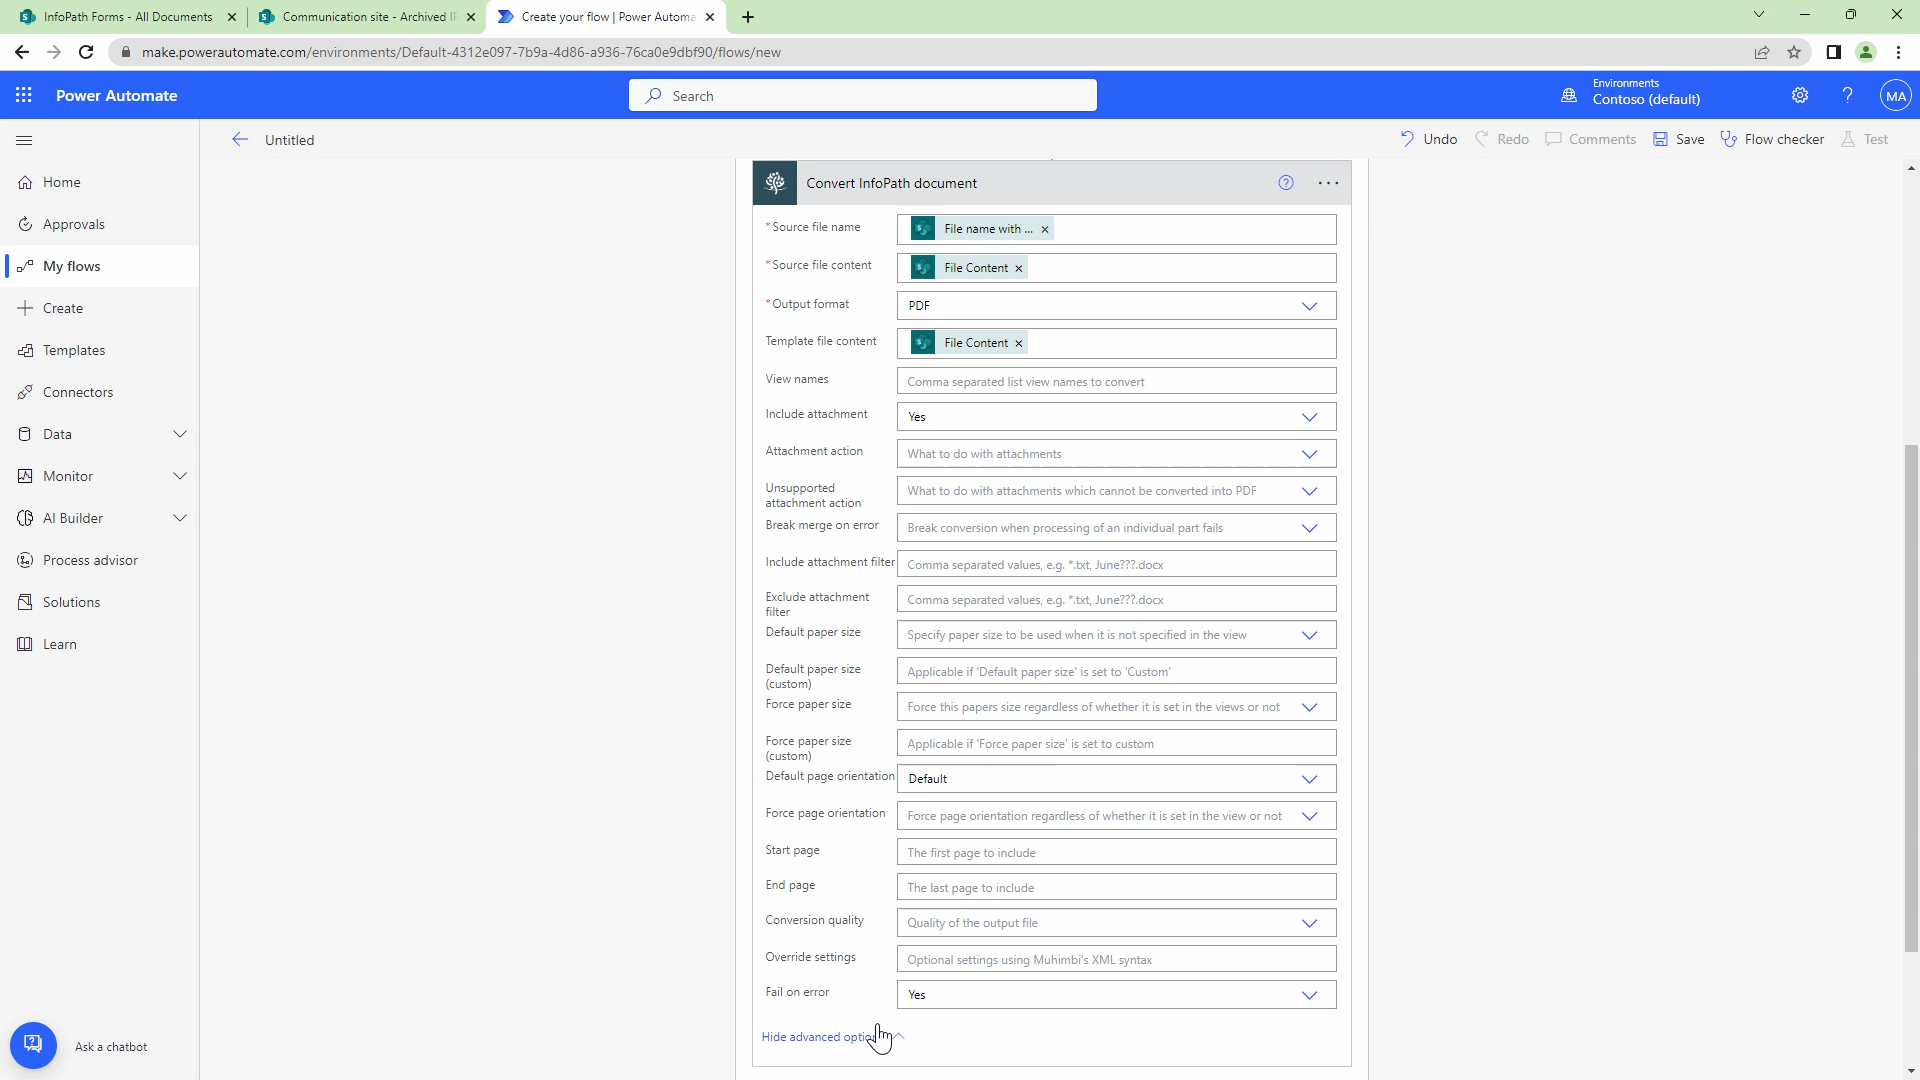 InfoPath Forms - All Documents
Communication site - Archived IF
Create your flow | Power Automa
make.powerautomate.com/environments/Default-4312e097-7b9a-4d86-a936-76ca0e9dbf90/flows/new
Power Automate
Search
Environments
Contoso (default)
?
MA
Untitled
Undo
Redo
Comments
Save
Flow checker
Test
Home
Approvals
My flows
Create
Templates
Connectors
Data
Monitor
AI Builder
Process advisor
Solutions
Learn
Ask a chatbot
Convert InfoPath document
* Source file name
File name with ...
* Source file content
File Content
* Output format
PDF
Template file content
File Content
View names
Comma separated list view names to convert
Include attachment
Yes
Attachment action
What to do with attachments
Unsupported
attachment action
What to do with attachments which cannot be converted into PDF
Break merge on error
Break conversion when processing of an individual part fails
Include attachment filter
Comma separated values, e.g. *.txt, June???.docx
Exclude attachment
filter
Comma separated values, e.g. *.txt, June???.docx
Default paper size
Specify paper size to be used when it is not specified in the view
Default paper size
(custom)
Applicable if 'Default paper size' is set to 'Custom'
Force paper size
Force this papers size regardless of whether it is set in the views or not
Force paper size
(custom)
Applicable if 'Force paper size' is set to custom
Default page orientation
Default
Force page orientation
Force page orientation regardless of whether it is set in the view or not
Start page
The first page to include
End page
The last page to include
Conversion quality
Quality of the output file
Override settings
Optional settings using Muhimbi's XML syntax
Fail on error
Yes
Hide advanced option